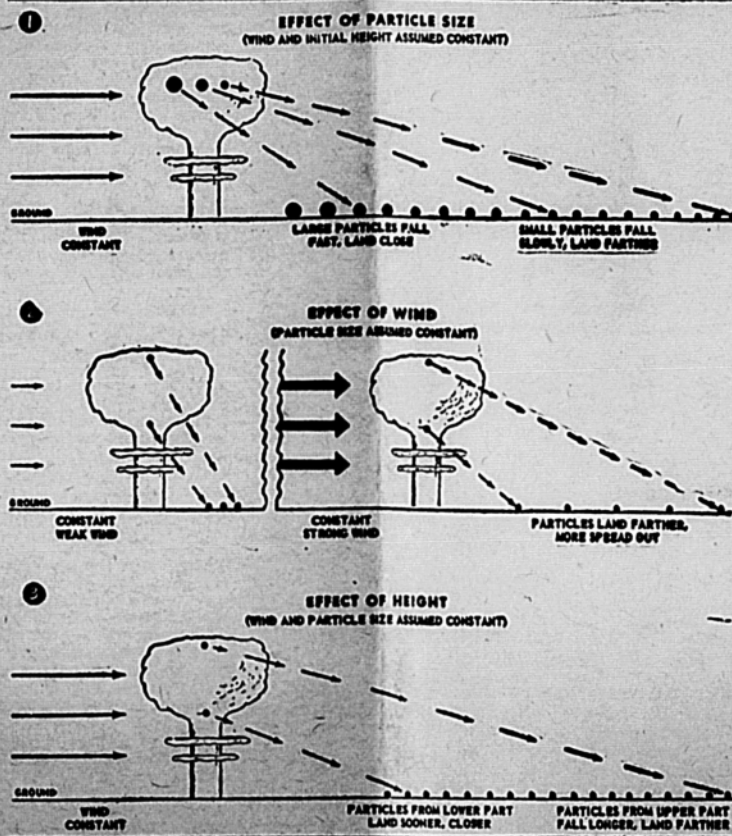 1
EFFECT OF PARTICLE SIZE
(WIND AND INITIAL HEIGHT ASSUMED CONSTANT)
GROUND
WIND
CONSTANT
LARGE PARTICLES FALL
FAST, LAND CLOSE
SMALL PARTICLES FALL
SLOWLY, LAND FARTHER
EFFECT OF WIND
(PARTICLE SIZE ASSUMED CONSTANT)
GROUND
CONSTANT
WEAK WIND
CONSTANT
STRONG WIND
PARTICLES LAND FARTHER,
MORE SPREAD OUT
3
EFFECT OF HEIGHT
(WIND AND PARTICLE SIZE ASSUMED CONSTANT)
GROUND
WIND
CONSTANT
PARTICLES FROM LOWER PART
LAND SOONER, CLOSER
PARTICLES FROM UPPER PART
FALL LONGER, LAND FARTHER